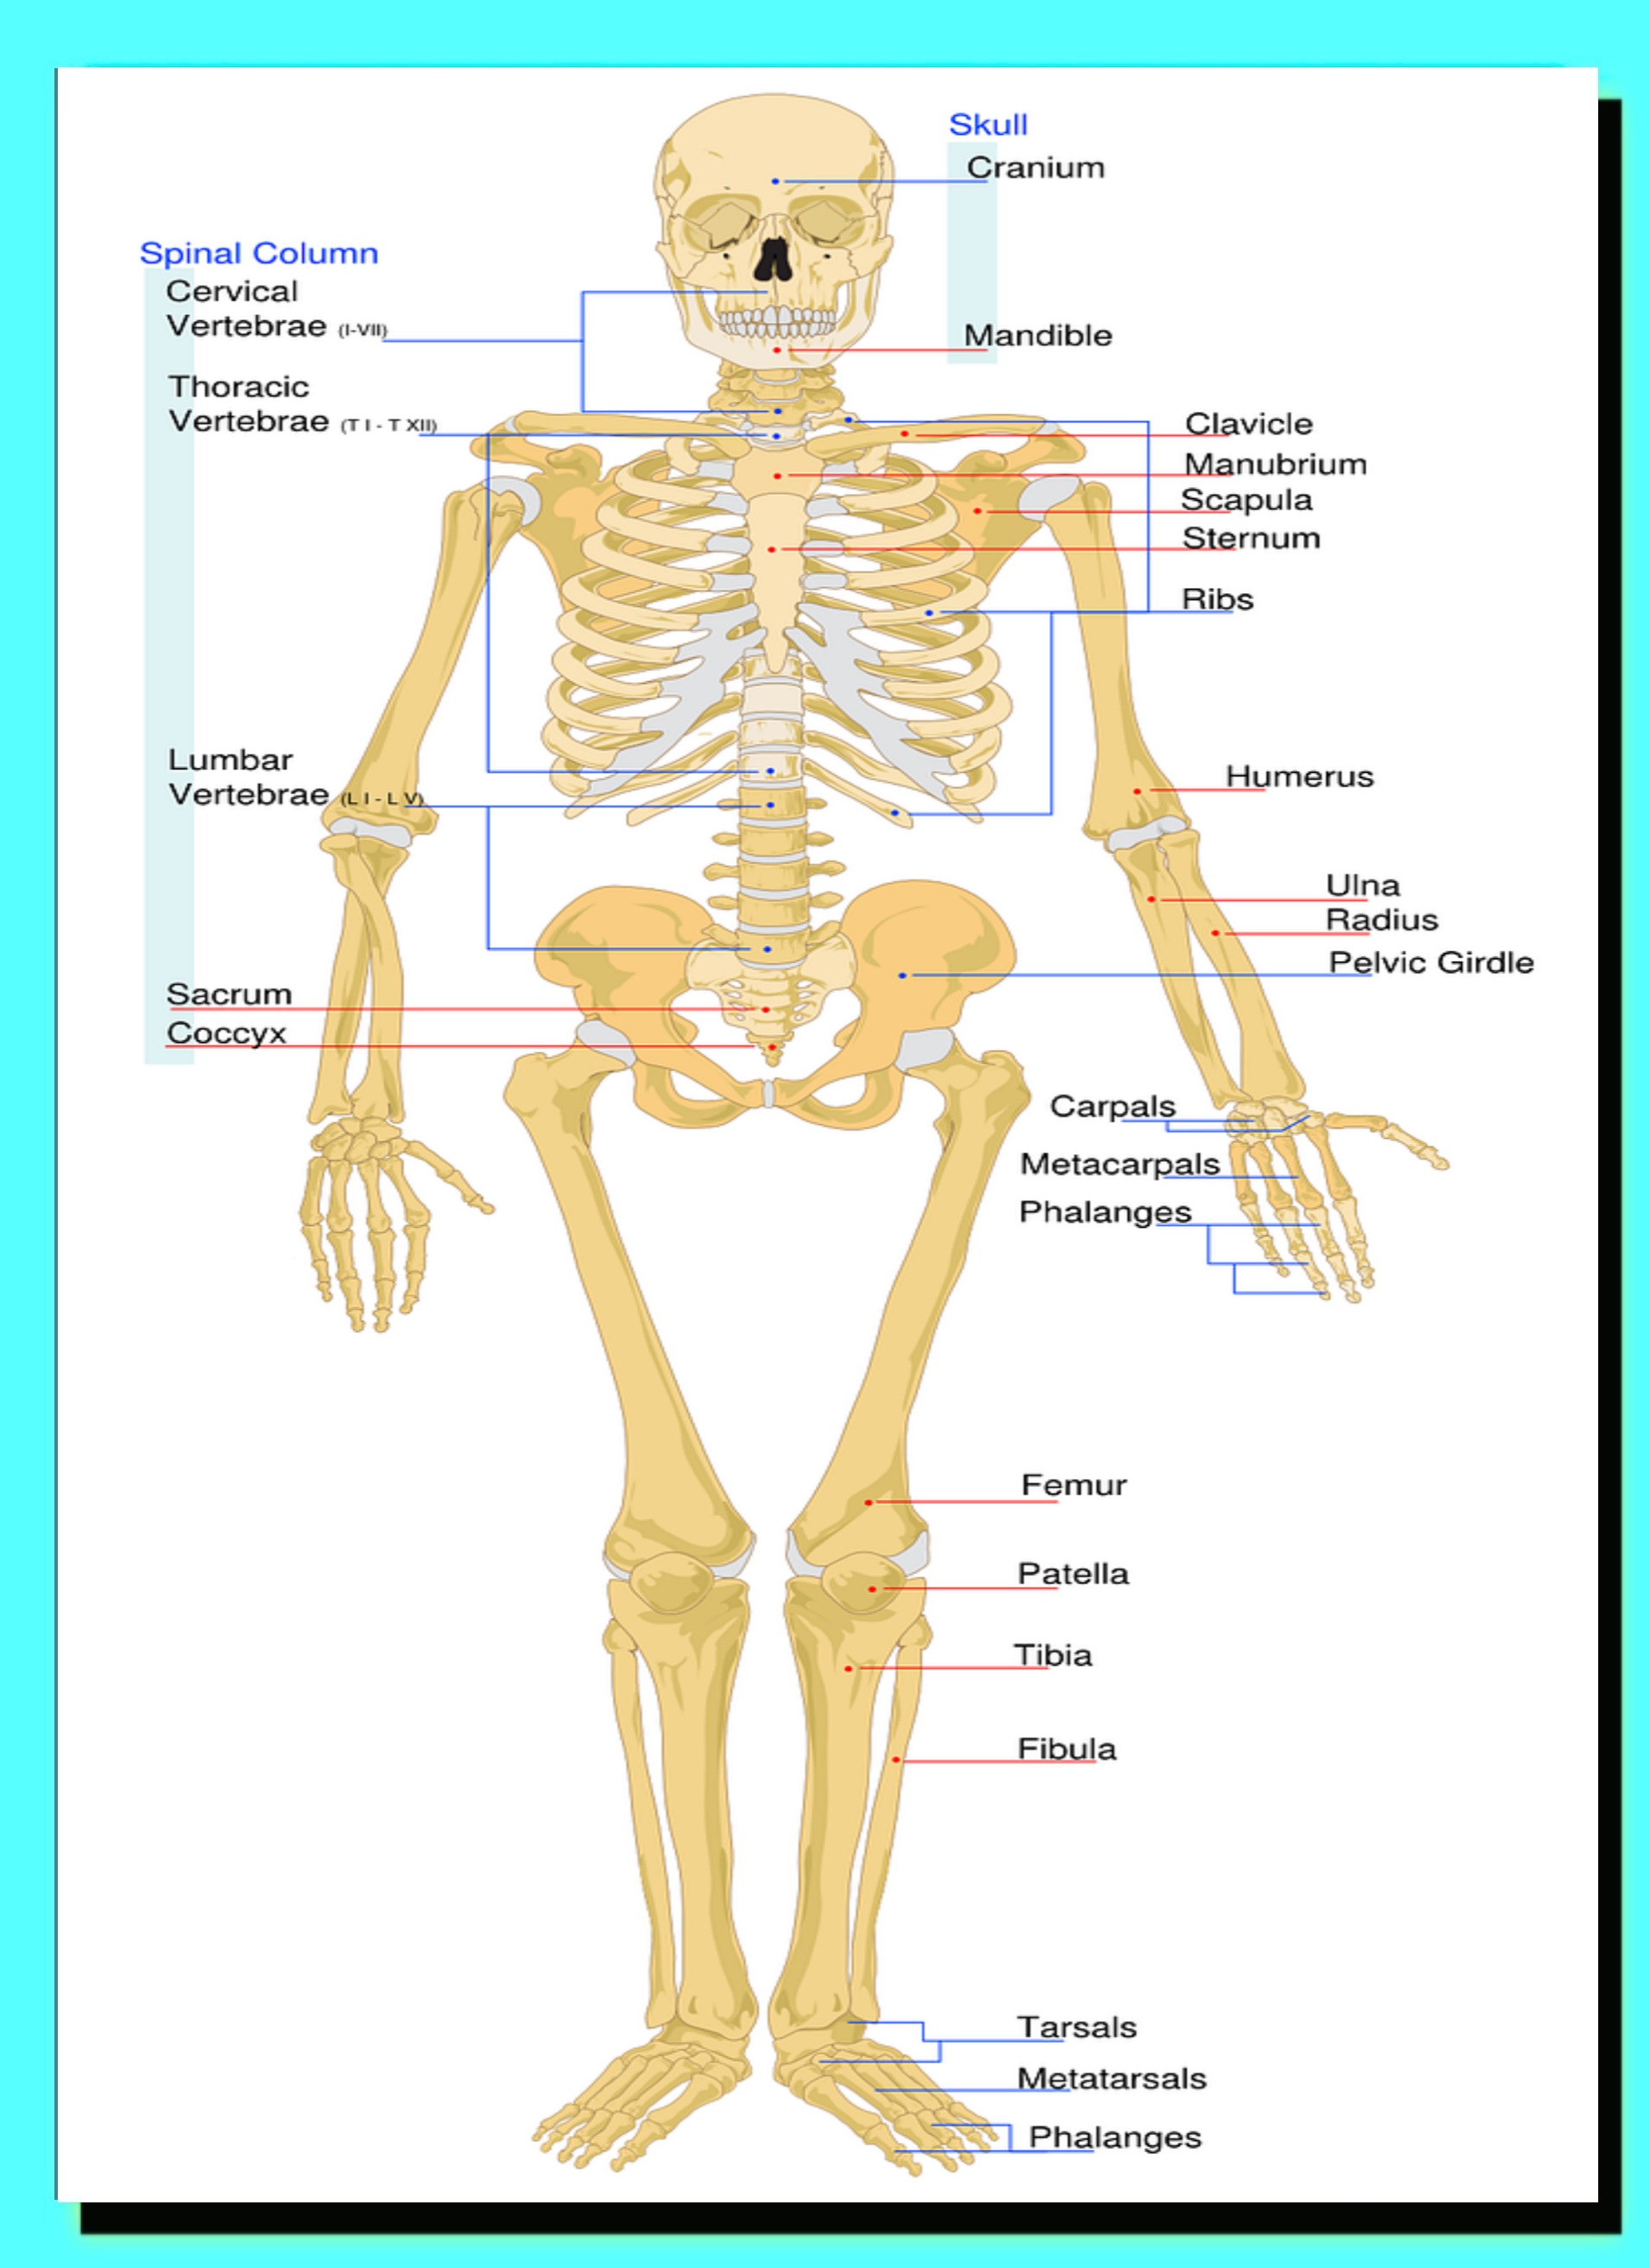 Skull
Cranium
Spinal Column
Cervical
Vertebrae (I-VII)
Mandible
Thoracic
Vertebrae (T I - T XII)
Clavicle
Manubrium
Scapula
Sternum
Ribs
Lumbar
Vertebrae (L I - L V)
Humerus
Ulna
Radius
Pelvic Girdle
Sacrum
Coccyx
Carpals
Metacarpals
Phalanges
Femur
Patella
Tibia
Fibula
Tarsals
Metatarsals
Phalanges